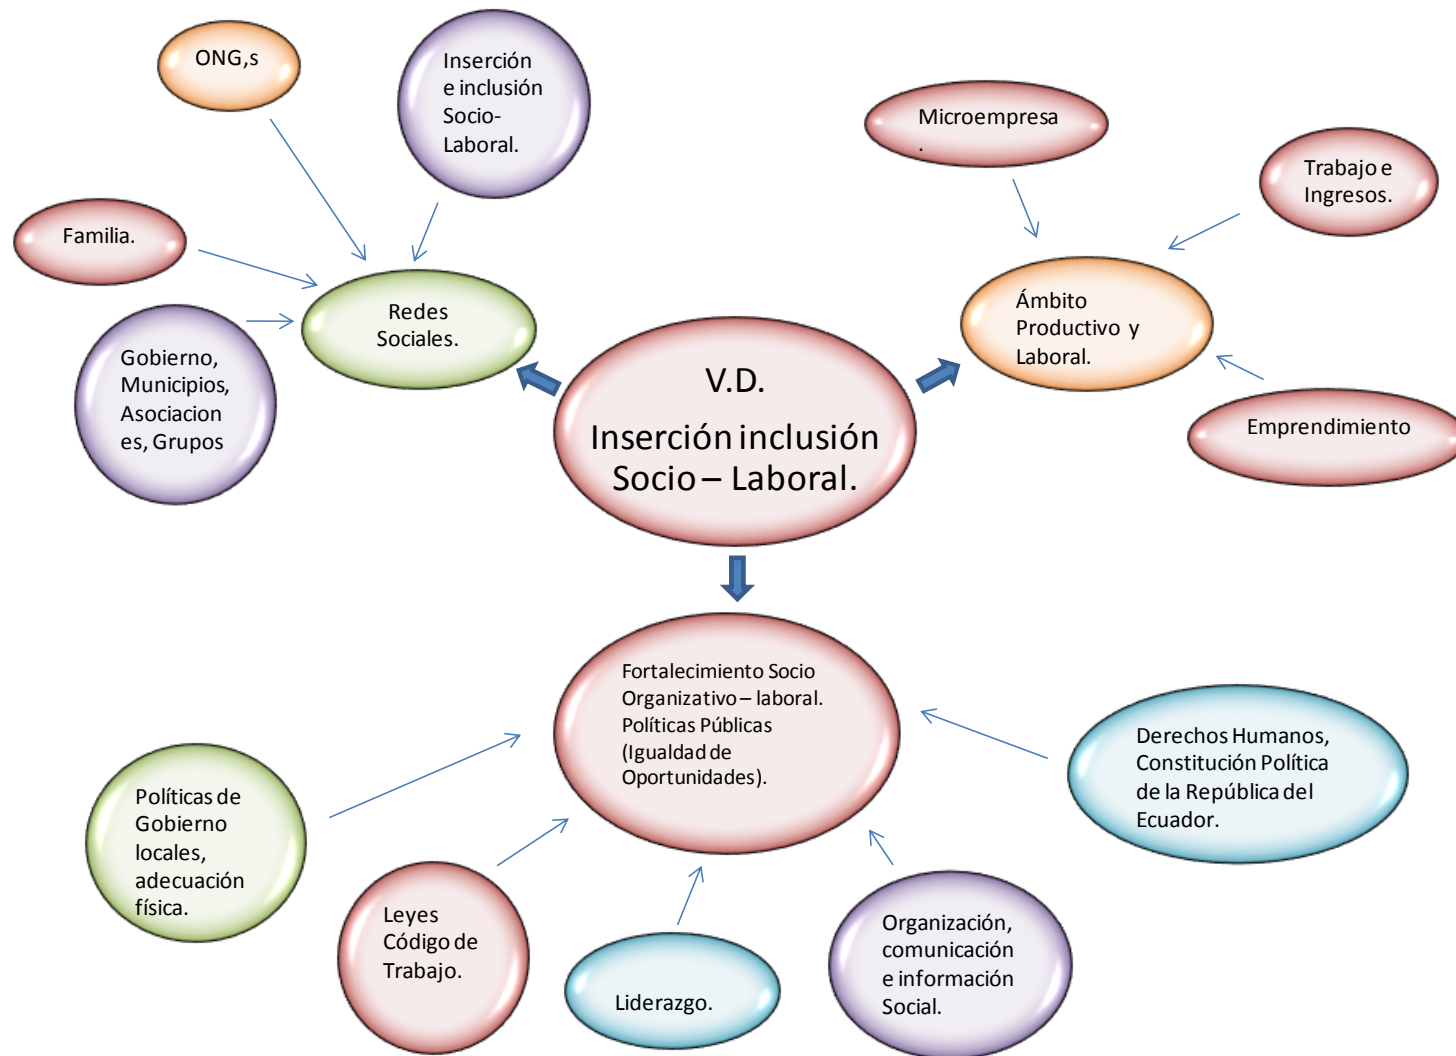 ONG,s
Inserción
e inclusión
Socio-
Laboral.
Familia.
Gobierno,
Municipios,
Asociacion
es, Grupos
Redes
Sociales.
Microempresa
.
Trabajo e
Ingresos.
Ámbito
Productivo y
Laboral.
Emprendimiento
V.D.
Inserción inclusión
Socio – Laboral.
Fortalecimiento Socio
Organizativo – laboral.
Políticas Públicas
(Igualdad de
Oportunidades).
Políticas de
Gobierno
locales,
adecuación
física.
Leyes
Código de
Trabajo.
Liderazgo.
Organización,
comunicación
e información
Social.
Derechos Humanos,
Constitución Política
de la República del
Ecuador.